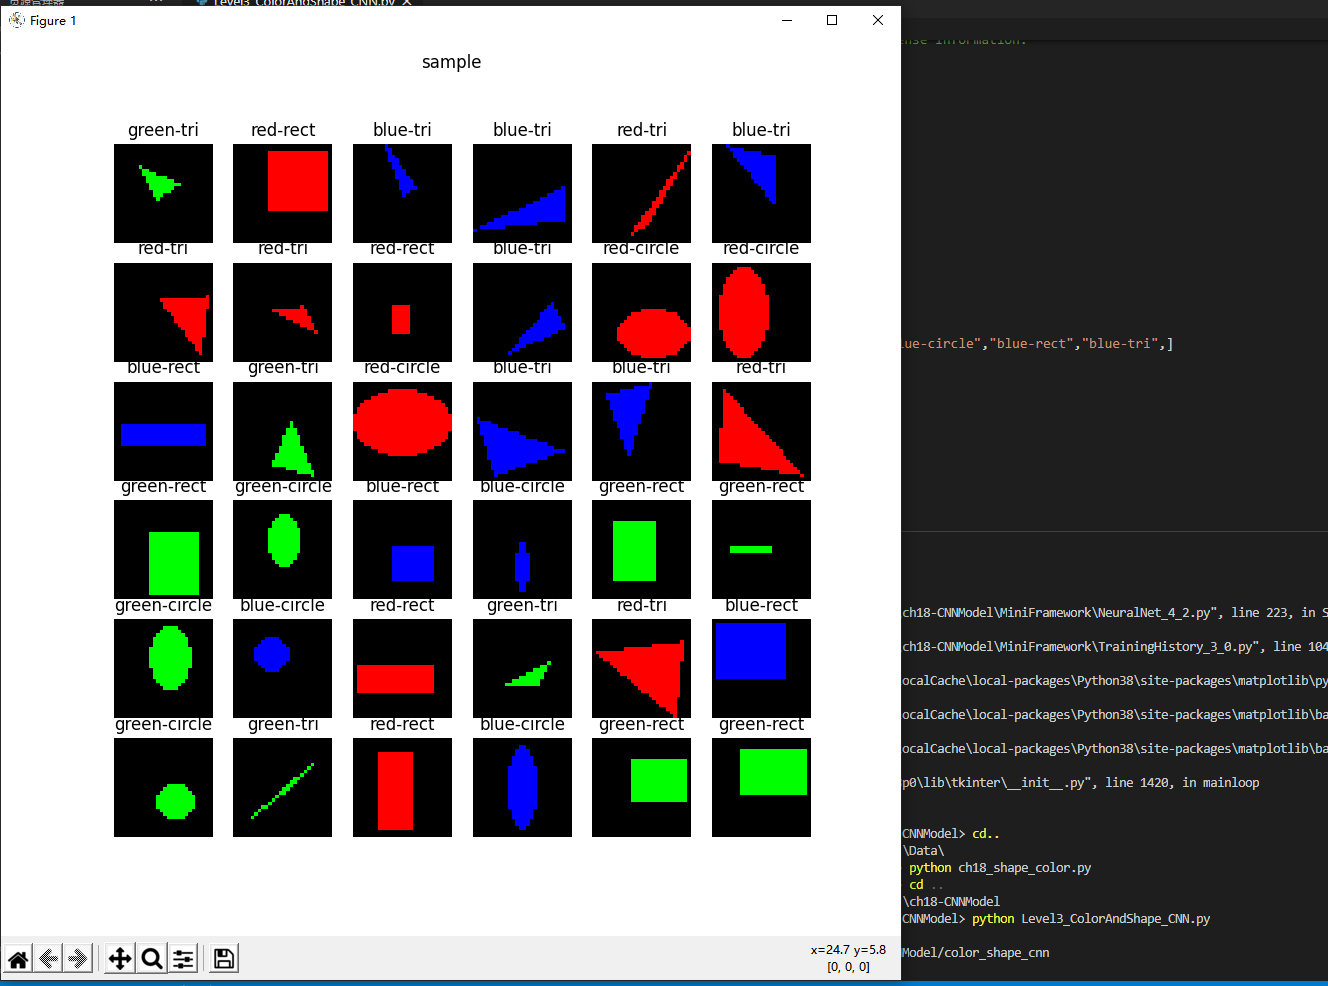 Level3_ColorAndShape_CNN.py
Figure 1
ense information.
sample
green-tri red-rect blue-tri blue-tri red-tri blue-tri
red-tri red-tri red-rect blue-tri red-circle red-circle
ue-circle","blue-rect","blue-tri",]
blue-rect green-tri red-circle blue-tri blue-tri red-tri
green-rect green-circle blue-rect blue-circle green-rect green-rect
green-circle blue-circle red-rect green-tri red-tri blue-rect
green-circle green-tri red-rect blue-circle green-rect green-rect
ch18-CNNModel\MiniFramework\NeuralNet_4_2.py", line 223, in S
ch18-CNNModel\MiniFramework\TrainingHistory_3_0.py", line 104
ocalCache\local-packages\Python38\site-packages\matplotlib\py
ocalCache\local-packages\Python38\site-packages\matplotlib\ba
ocalCache\local-packages\Python38\site-packages\matplotlib\ba
p0\lib\tkinter\__init__.py", line 1420, in mainloop
CNNModel> cd..
\Data\
python ch18_shape_color.py
cd ..
\ch18-CNNModel
CNNModel> python Level3_ColorAndShape_CNN.py
Model/color_shape_cnn
x=24.7 y=5.8
[0, 0, 0]